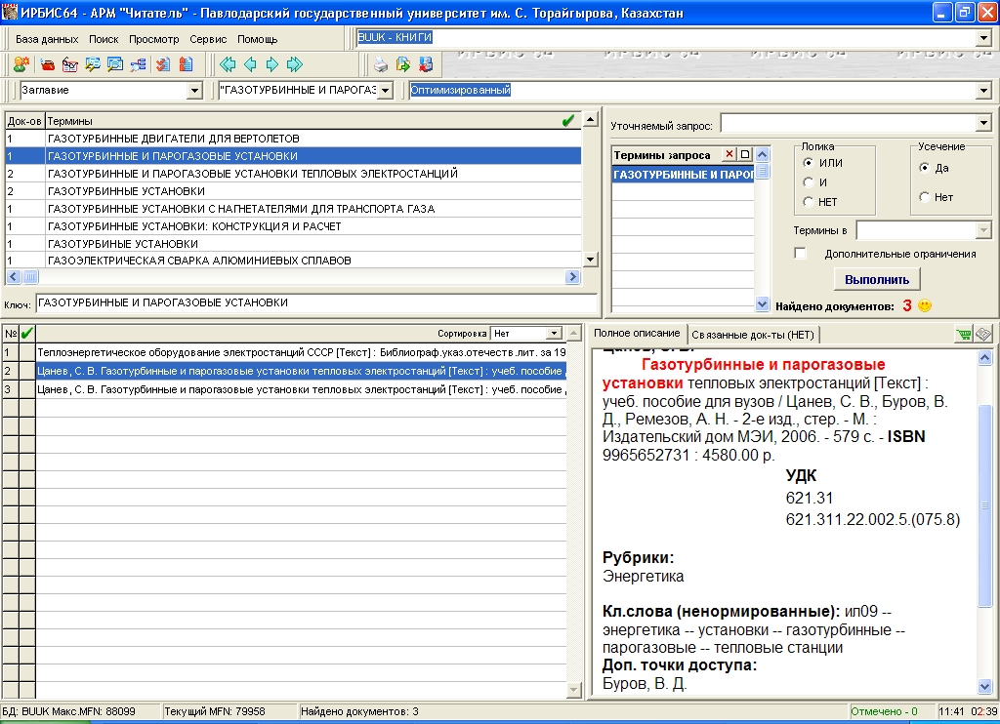 ИРБИС64 - АРМ "Читатель" - Павлодарский государственный университет им. С. Торайгырова, Казахстан
База данных Поиск Просмотр Сервис Помощь
BUUK - КНИГИ
Заглавие
"ГАЗОТУРБИННЫЕ И ПАРОГАЗ
Оптимизированный
Док-ов Термины
1 ГАЗОТУРБИННЫЕ ДВИГАТЕЛИ ДЛЯ ВЕРТОЛЕТОВ
1 ГАЗОТУРБИННЫЕ И ПАРОГАЗОВЫЕ УСТАНОВКИ
2 ГАЗОТУРБИННЫЕ И ПАРОГАЗОВЫЕ УСТАНОВКИ ТЕПЛОВЫХ ЭЛЕКТРОСТАНЦИЙ
2 ГАЗОТУРБИННЫЕ УСТАНОВКИ
1 ГАЗОТУРБИННЫЕ УСТАНОВКИ С НАГНЕТАТЕЛЯМИ ДЛЯ ТРАНСПОРТА ГАЗА
1 ГАЗОТУРБИННЫЕ УСТАНОВКИ: КОНСТРУКЦИЯ И РАСЧЕТ
1 ГАЗОТУРБИНЫЕ УСТАНОВКИ
1 ГАЗОЭЛЕКТРИЧЕСКАЯ СВАРКА АЛЮМИНИЕВЫХ СПЛАВОВ
Ключ: ГАЗОТУРБИННЫЕ И ПАРОГАЗОВЫЕ УСТАНОВКИ
Уточняемый запрос:
Термины запроса
ГАЗОТУРБИННЫЕ И ПАРОГ
Логика
ИЛИ
И
НЕТ
Усечение
Да
Нет
Термины в
Дополнительные ограничения
Выполнить
Найдено документов: 3
№ Сортировка Нет
1 Теплоэнергетическое оборудование электростанций СССР [Текст] : Библиограф.указ.отечеств.лит. за 19
2 Цанев, С. В. Газотурбинные и парогазовые установки тепловых электростанций [Текст] : учеб. пособие
3 Цанев, С. В. Газотурбинные и парогазовые установки тепловых электростанций [Текст] : учеб. пособие
Полное описание Связанные док-ты (НЕТ)
Цанев, С. В.
Газотурбинные и парогазовые
установки тепловых электростанций [Текст] :
учеб. пособие для вузов / Цанев, С. В., Буров, В.
Д., Ремезов, А. Н. - 2-е изд., стер. - М. :
Издательский дом МЭИ, 2006. - 579 с. - ISBN
9965652731 : 4580.00 р.
УДК
621.31
621.311.22.002.5.(075.8)
Рубрики:
Энергетика
Кл.слова (ненормированные): ил09 --
энергетика -- установки -- газотурбинные --
парогазовые -- тепловые станции
Доп. точки доступа:
Буров, В. Д.
БД: BUUK Макс.MFN: 88099 Текущий MFN: 79958 Найдено документов: 3 Отмечено - 0 11:41 02:39